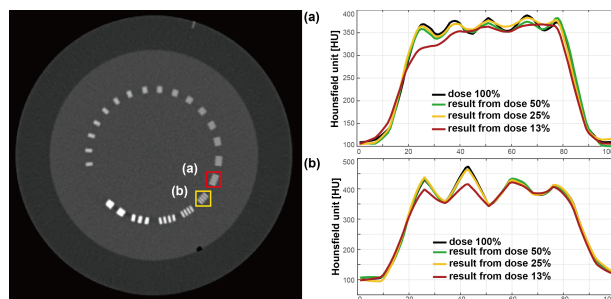 (a)
(b)
(a)
Hounsfield unit [HU]
400
350
300
250
200
150
100
dose 100%
result from dose 50%
result from dose 25%
result from dose 13%
0 20 40 60 80 100
(b)
Hounsfield unit [HU]
500
400
300
200
100
dose 100%
result from dose 50%
result from dose 25%
result from dose 13%
0 20 40 60 80 100